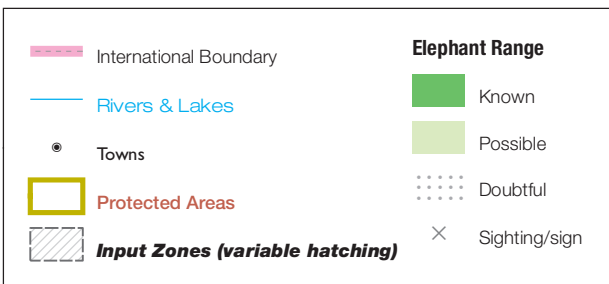 International Boundary
Rivers & Lakes
Towns
Protected Areas
Input Zones (variable hatching)
Elephant Range
Known
Possible
Doubtful
Sighting/sign